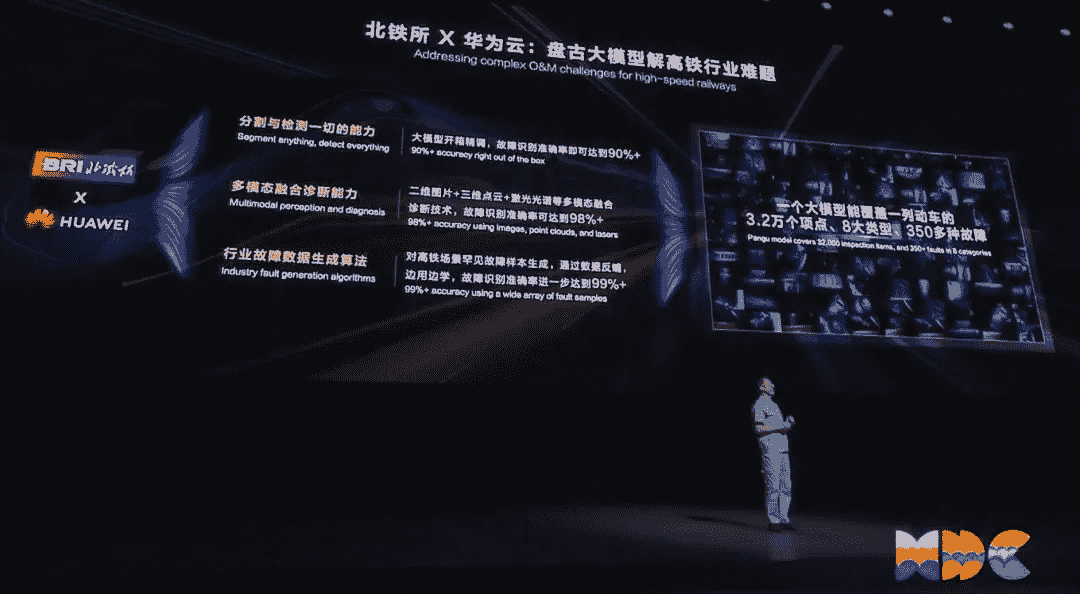 北铁所 X 华为云：盘古大模型解高铁行业难题
Addressing complex O&M challenges for high-speed railways
分割与检测一切的能力
Segment anything, detect everything
大模型开箱精调，故障识别准确率即可达到90%+
90%+ accuracy right out of the box
BRI
X
HUAWEI
多模态融合诊断能力
Multimodal perception and diagnosis
二维图片+三维点云+激光光谱等多模态融合
诊断技术，故障识别准确率可达到98%+
98%+ accuracy using images, point clouds, and lasers
行业故障数据生成算法
Industry fault generation algorithms
对高铁场景罕见故障样本生成，通过数据反哺，
边用边学，故障识别准确率进一步达到99%+
99%+ accuracy using a wide array of fault samples
一个大模型能覆盖一列动车的
3.2万个项点、8大类型、350多种故障
Pangu model covers 32,000 inspection items, and 350+ faults in 8 categories
HDC